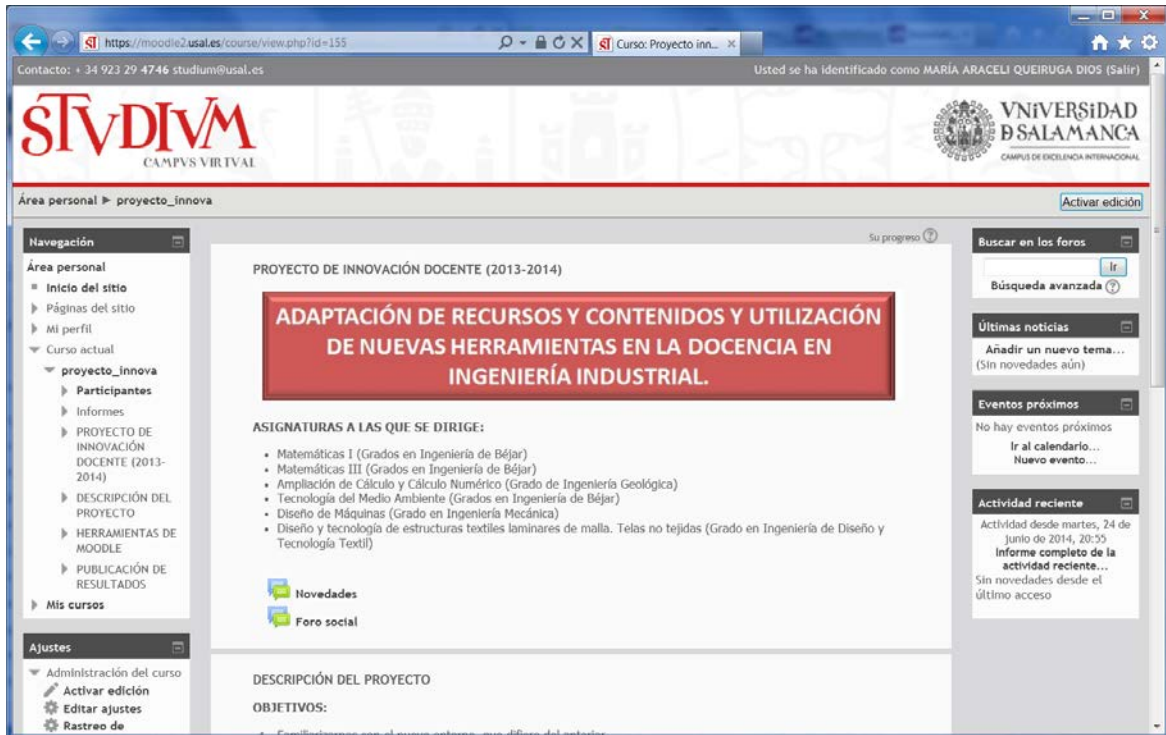 https://moodle2.usal.es/course/view.php?id=155
Curso: Proyecto inn...
Contacto: + 34 923 29 4746 studium@usal.es
Usted se ha identificado como MARÍA ARACELI QUEIRUGA DIOS (Salir)
STVDIVM
CAMPVS VIRTVAL
VNiVERSiDAD
D SALAMANCA
CAMPUS DE EXCELENCIA INTERNACIONAL
Área personal ▶ proyecto_innova
Activar edición
Navegación
Área personal
Inicio del sitio
Páginas del sitio
Mi perfil
Curso actual
proyecto_innova
Participantes
Informes
PROYECTO DE
INNOVACIÓN
DOCENTE (2013-
2014)
DESCRIPCIÓN DEL
PROYECTO
HERRAMIENTAS DE
MOODLE
PUBLICACIÓN DE
RESULTADOS
Mis cursos
Ajustes
Administración del curso
Activar edición
Editar ajustes
Rastreo de
Su progreso
PROYECTO DE INNOVACIÓN DOCENTE (2013-2014)
ADAPTACIÓN DE RECURSOS Y CONTENIDOS Y UTILIZACIÓN
DE NUEVAS HERRAMIENTAS EN LA DOCENCIA EN
INGENIERÍA INDUSTRIAL.
ASIGNATURAS A LAS QUE SE DIRIGE:
• Matemáticas I (Grados en Ingeniería de Béjar)
• Matemáticas III (Grados en Ingeniería de Béjar)
• Ampliación de Cálculo y Cálculo Numérico (Grado de Ingeniería Geológica)
• Tecnología del Medio Ambiente (Grados en Ingeniería de Béjar)
• Diseño de Máquinas (Grado en Ingeniería Mecánica)
• Diseño y tecnología de estructuras textiles laminares de malla. Telas no tejidas (Grado en Ingeniería de Diseño y
Tecnología Textil)
Novedades
Foro social
DESCRIPCIÓN DEL PROYECTO
OBJETIVOS:
• Familiarizarnos con el nuevo entorno, que difiere del anterior
Buscar en los foros
Ir
Búsqueda avanzada
Últimas noticias
Añadir un nuevo tema...
(Sin novedades aún)
Eventos próximos
No hay eventos próximos
Ir al calendario...
Nuevo evento...
Actividad reciente
Actividad desde martes, 24 de
junio de 2014, 20:55
Informe completo de la
actividad reciente...
Sin novedades desde el
último acceso